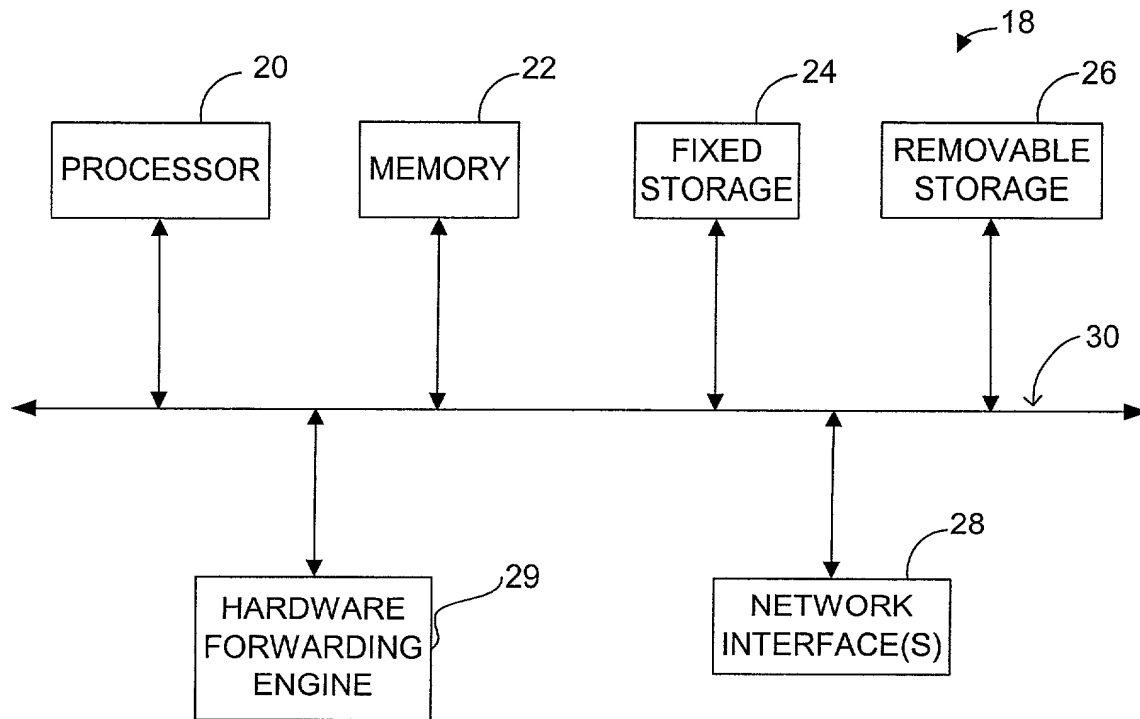 18
20
22
24
26
PROCESSOR
MEMORY
FIXED
STORAGE
REMOVABLE
STORAGE
30
28
29
HARDWARE
FORWARDING
ENGINE
NETWORK
INTERFACE(S)